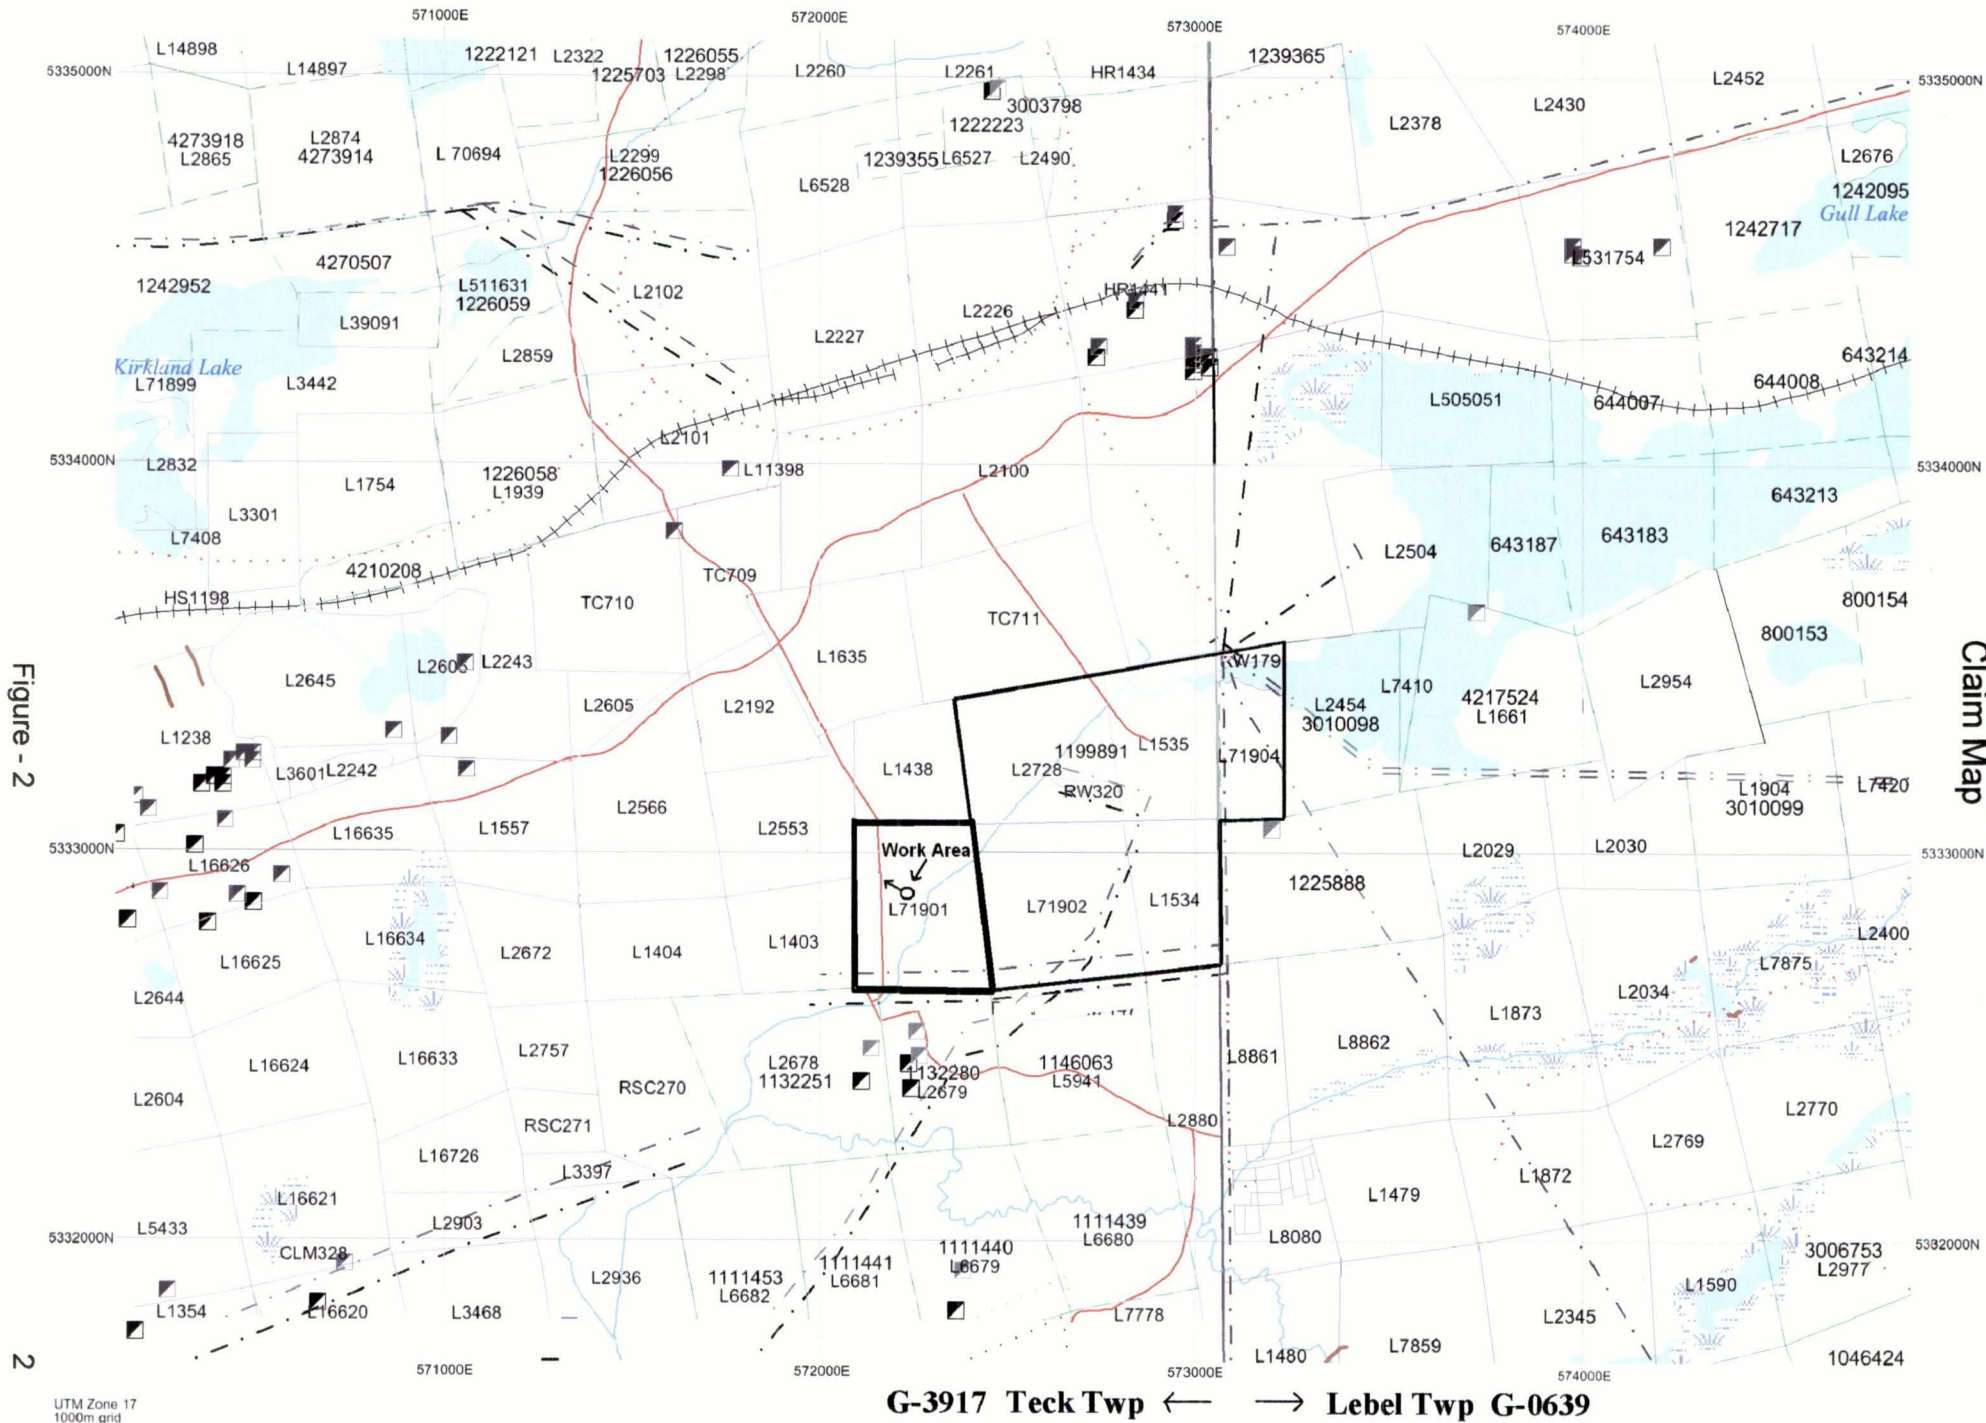 571000E
572000E
573000E
574000E
L14898
1222121
L2322
1226055
1239365
5335000N
L14897
1225703
L2298
L2260
L2261
HR1434
L2452
5335000N
3003798
L2430
4273918
L2874
1222223
L2378
L2865
4273914
L 70694
L2299
1239355
L6527
L2490
L2676
1226056
L6528
1242095
Gull Lake
1242717
4270507
L531754
1242952
L511631
L2102
HR1441
1226059
L39091
L2226
L2227
L2859
643214
Kirkland Lake
L71899
L3442
644008
L505051
644007
L2101
5334000N
L2832
1226058
L11398
L2100
5334000N
L1754
L1939
643213
L3301
L7408
L2504
643187
643183
4210208
TC709
HS1198
TC710
800154
TC711
800153
L1635
L2645
L2606
L2243
RW179
L7410
4217524
L2954
L2605
L2192
L2454
L1661
3010098
L1238
1199891
L1535
L3601
L2242
L1438
L2728
L71904
RW320
L1904
L7420
L2566
3010099
L16635
L1557
L2553
5333000N
Work Area
L2029
L2030
5333000N
L16626
1225888
L71901
L71902
L1534
L16634
L1403
L2400
L16625
L2672
L1404
L7875
L2644
L2034
L1873
L16624
L16633
L2757
L2678
1146063
L8861
L8862
1132251
1132280
L5941
RSC270
L2679
L2604
L2770
RSC271
L2880
L2769
L16726
L3397
L1872
L16621
L1479
L5433
L2903
1111439
L6680
L8080
5332000N
CLM328
1111440
3006753
5332000N
L2936
1111453
1111441
L6679
L2977
L6682
L6681
L1590
L1354
L16620
L3468
L7778
L2345
L7859
L1480
1046424
571000E
572000E
573000E
574000E
G-3917 Teck Twp ← → Lebel Twp G-0639
UTM Zone 17
1000m grid
Figure - 2
2
Claim Map